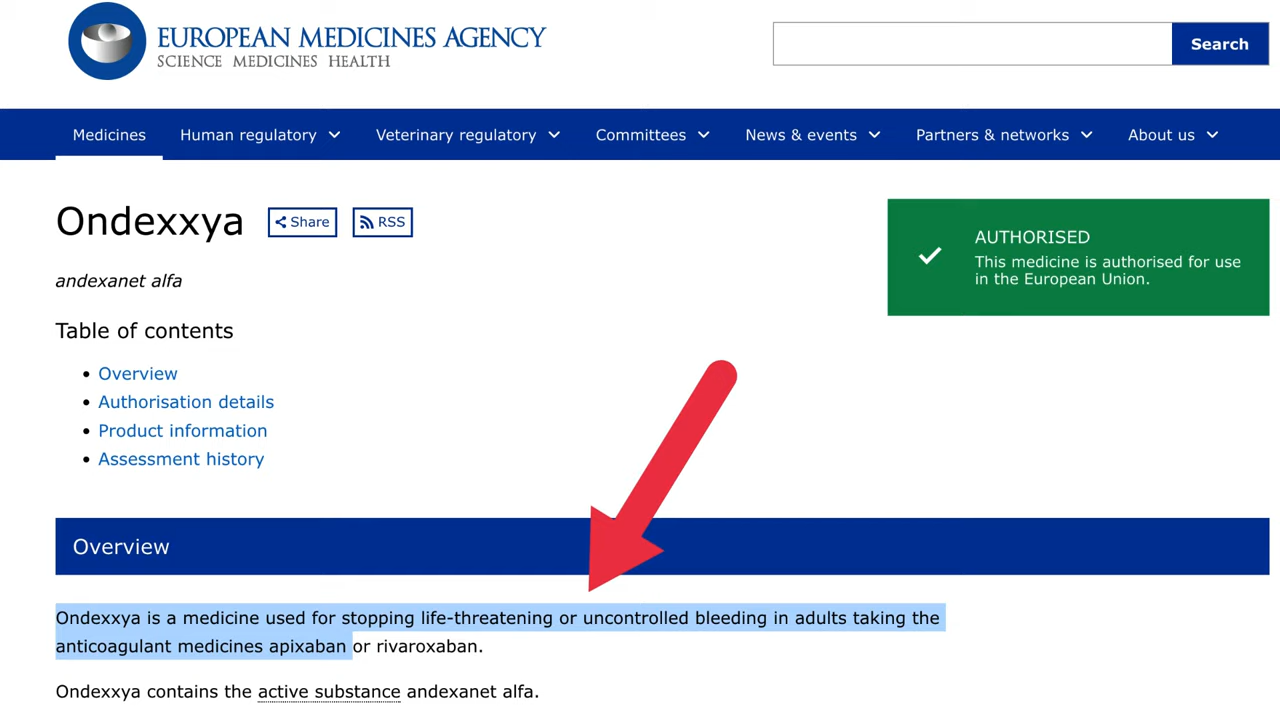 EUROPEAN MEDICINES AGENCY
SCIENCE MEDICINES HEALTH
Search
Medicines Human regulatory Veterinary regulatory Committees News & events Partners & networks About us
Ondexxya Share RSS
AUTHORISED
This medicine is authorised for use
in the European Union.
andexanet alfa
Table of contents
• Overview
• Authorisation details
• Product information
• Assessment history
Overview
Ondexxya is a medicine used for stopping life-threatening or uncontrolled bleeding in adults taking the
anticoagulant medicines apixaban or rivaroxaban.
Ondexxya contains the active substance andexanet alfa.